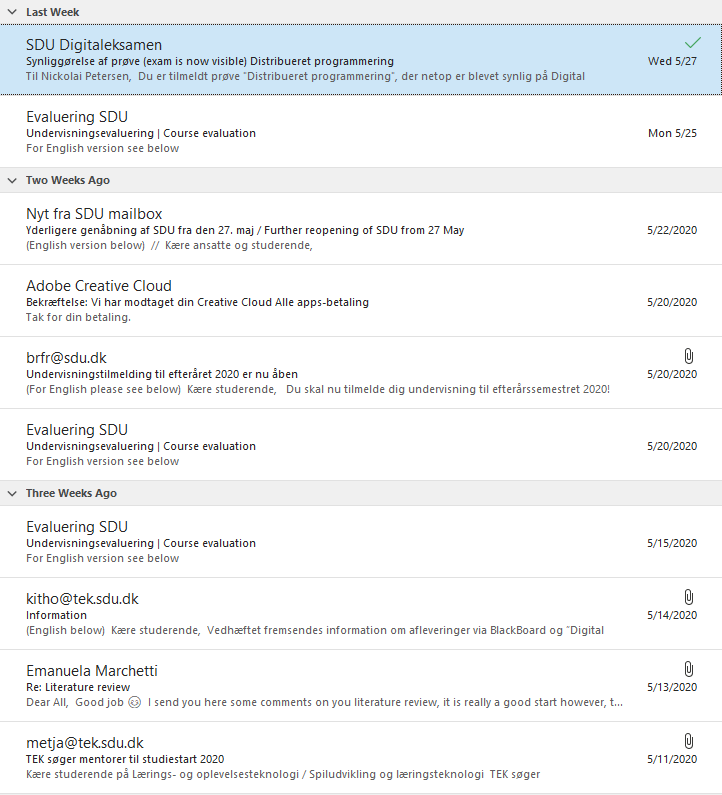 Last Week
SDU Digitaleksamen
Synliggørelse af prøve (exam is now visible) Distribueret programmering
Wed 5/27
Til Nickolai Petersen,  Du er tilmeldt prøve "Distribueret programmering", der netop er blevet synlig på Digital
Evaluering SDU
Undervisningsevaluering | Course evaluation
Mon 5/25
For English version see below
Two Weeks Ago
Nyt fra SDU mailbox
Yderligere genåbning af SDU fra den 27. maj / Further reopening of SDU from 27 May
5/22/2020
(English version below)  //  Kære ansatte og studerende,
Adobe Creative Cloud
Bekræftelse: Vi har modtaget din Creative Cloud Alle apps-betaling
5/20/2020
Tak for din betaling.
brfr@sdu.dk
Undervisningstilmelding til efteråret 2020 er nu åben
5/20/2020
(For English please see below)  Kære studerende,   Du skal nu tilmelde dig undervisning til efterårssemestret 2020!
Evaluering SDU
Undervisningsevaluering | Course evaluation
5/20/2020
For English version see below
Three Weeks Ago
Evaluering SDU
Undervisningsevaluering | Course evaluation
5/15/2020
For English version see below
kitho@tek.sdu.dk
Information
5/14/2020
(English below)  Kære studerende,  Vedhæftet fremsendes information om afleveringer via BlackBoard og "Digital
Emanuela Marchetti
Re: Literature review
5/13/2020
Dear All,  Good job 😊  I send you here some comments on you literature review, it is really a good start however, t...
metja@tek.sdu.dk
TEK søger mentorer til studiestart 2020
5/11/2020
Kære studerende på Lærings- og oplevelsesteknologi / Spiludvikling og læringsteknologi  TEK søger